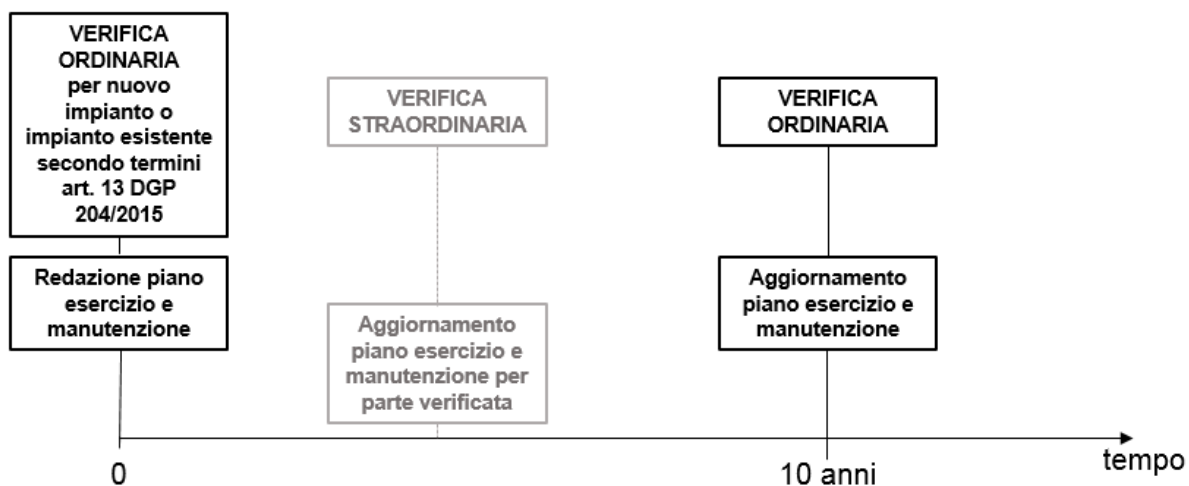 VERIFICA
ORDINARIA
per nuovo
impianto o
impianto esistente
secondo termini
art. 13 DGP
204/2015
Redazione piano
esercizio e
manutenzione
VERIFICA
STRAORDINARIA
Aggiornamento
piano esercizio e
manutenzione per
parte verificata
VERIFICA
ORDINARIA
Aggiornamento
piano esercizio e
manutenzione
0
10 anni
tempo